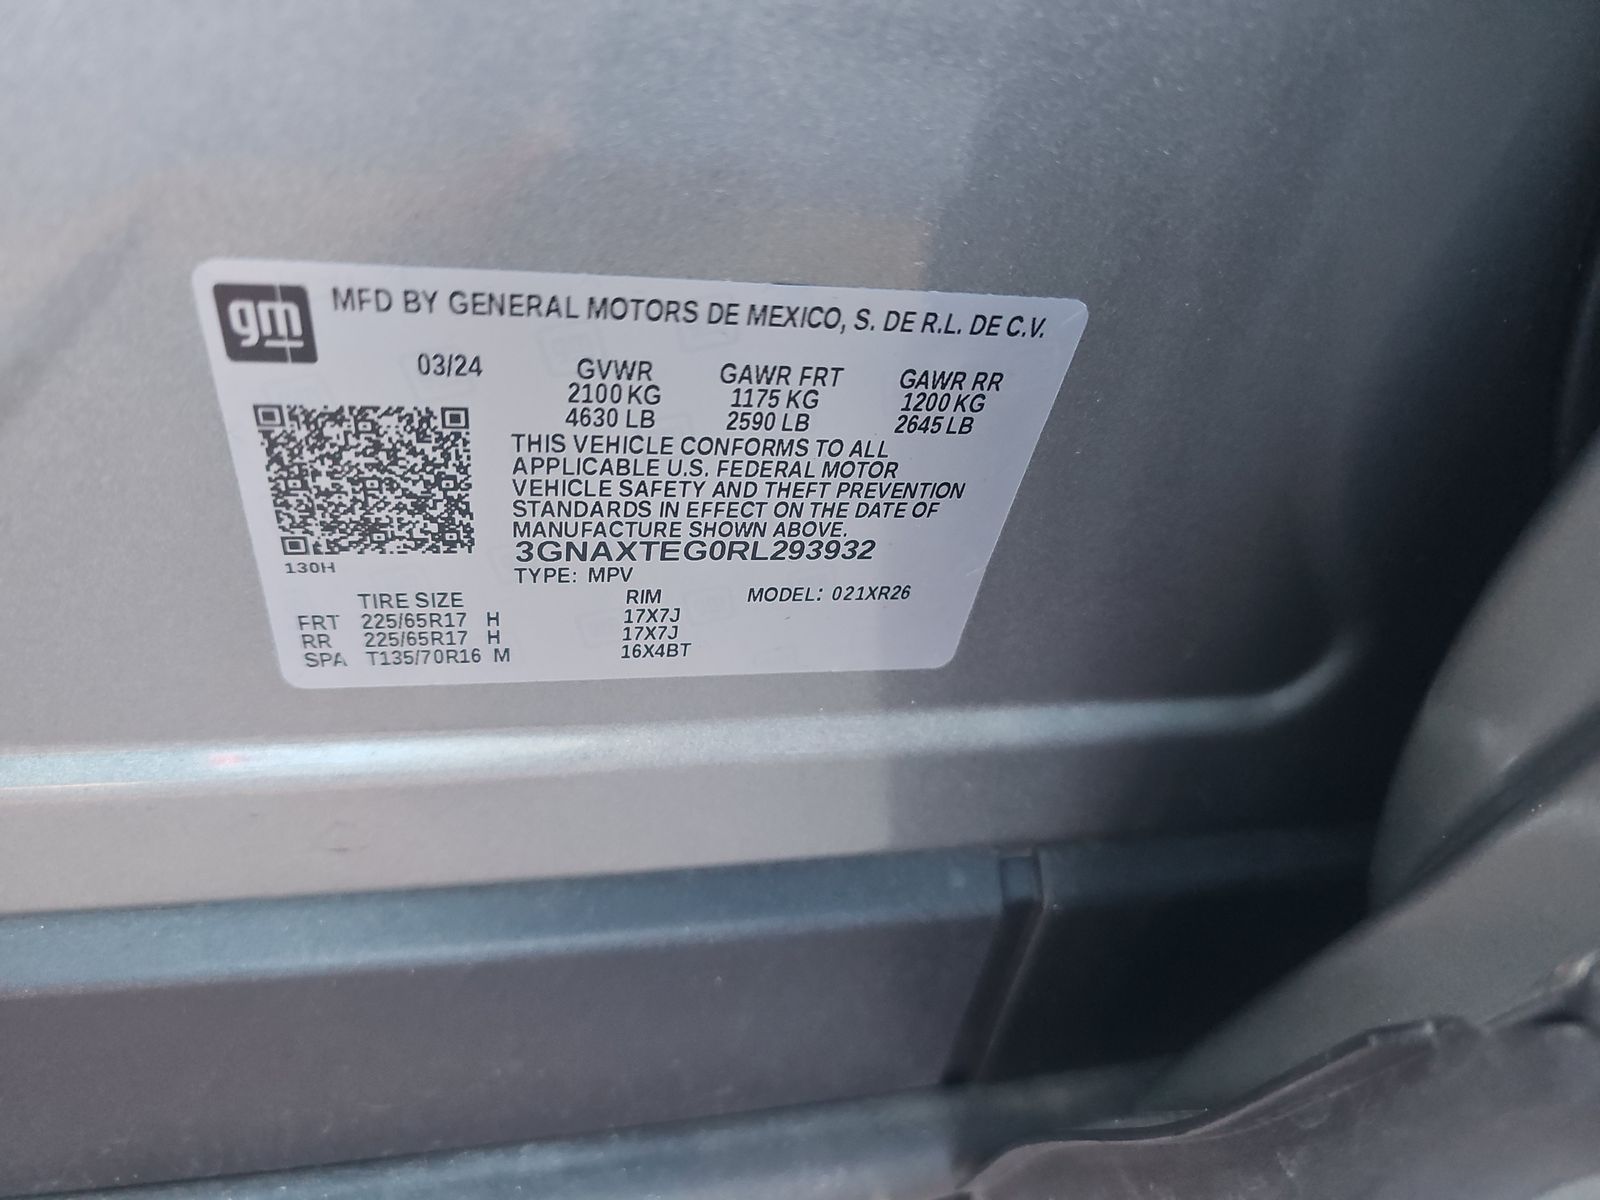 gm MFD BY GENERAL MOTORS DE MEXICO, S. DE R.L. DE C.V.
03/24 GVWR GAWR FRT GAWR RR
2100 KG 1175 KG 1200 KG
4630 LB 2590 LB 2645 LB
THIS VEHICLE CONFORMS TO ALL
APPLICABLE U.S. FEDERAL MOTOR
VEHICLE SAFETY AND THEFT PREVENTION
STANDARDS IN EFFECT ON THE DATE OF
MANUFACTURE SHOWN ABOVE.
3GNAXTEG0RL293932
130H
TYPE: MPV
TIRE SIZE RIM MODEL: 021XR26
FRT 225/65R17 H 17X7J
RR 225/65R17 H 17X7J
SPA T135/70R16 M 16X4BT